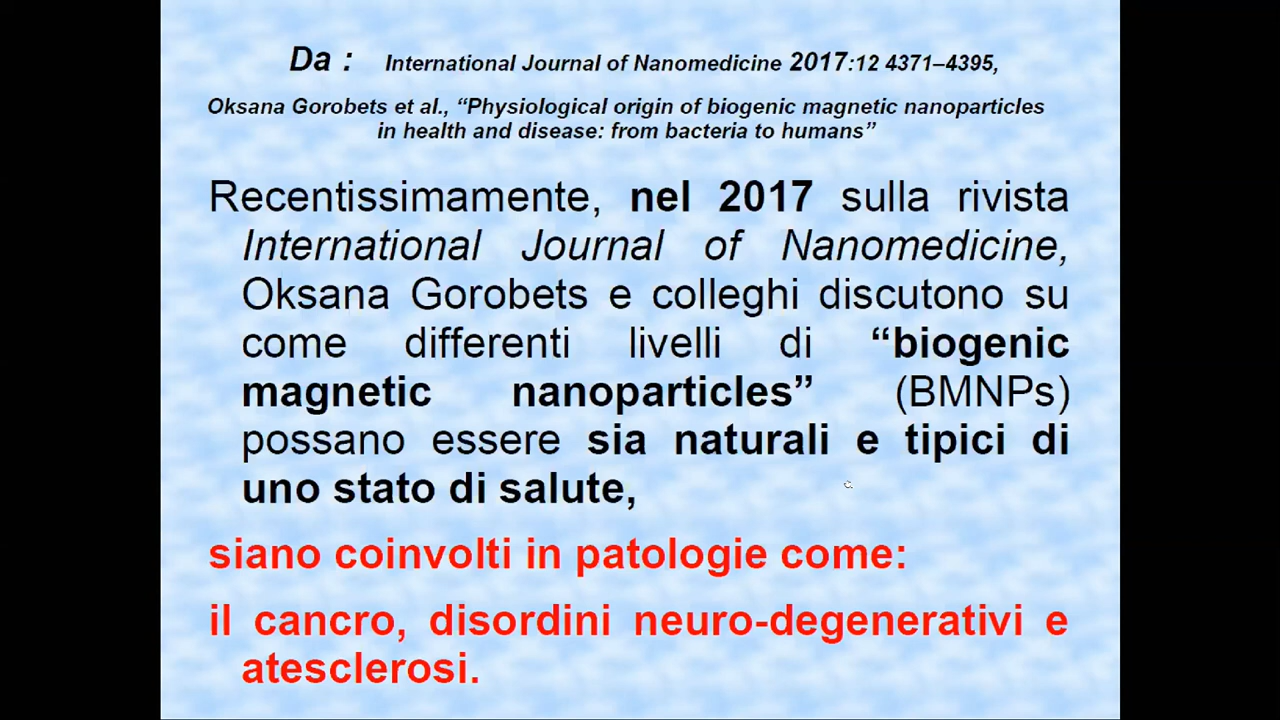 Da : International Journal of Nanomedicine 2017:12 4371–4395,
Oksana Gorobets et al., “Physiological origin of biogenic magnetic nanoparticles
in health and disease: from bacteria to humans”
Recentissimamente, nel 2017 sulla rivista
International Journal of Nanomedicine,
Oksana Gorobets e colleghi discutono su
come differenti livelli di “biogenic
magnetic nanoparticles” (BMNPs)
possano essere sia naturali e tipici di
uno stato di salute,
siano coinvolti in patologie come:
il cancro, disordini neuro-degenerativi e
atesclerosi.